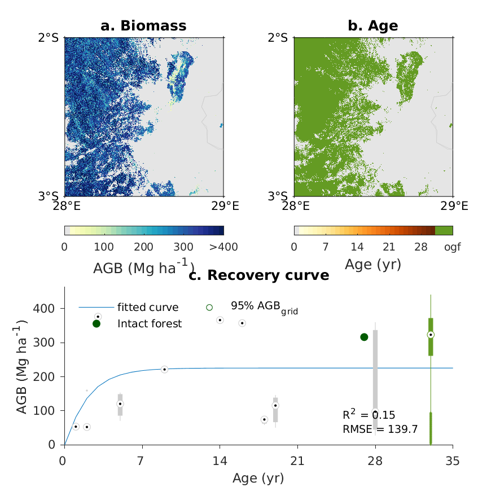 a. Biomass
b. Age
2°S
2°S
3°S
3°S
28°E
29°E
28°E
29°E
0 100 200 300 >400
0 7 14 21 28 ogf
AGB (Mg ha-1)
Age (yr)
c. Recovery curve
fitted curve
95% AGBgrid
Intact forest
400
300
200
100
0
AGB (Mg ha-1)
R2 = 0.15
RMSE = 139.7
0 7 14 21 28 35
Age (yr)